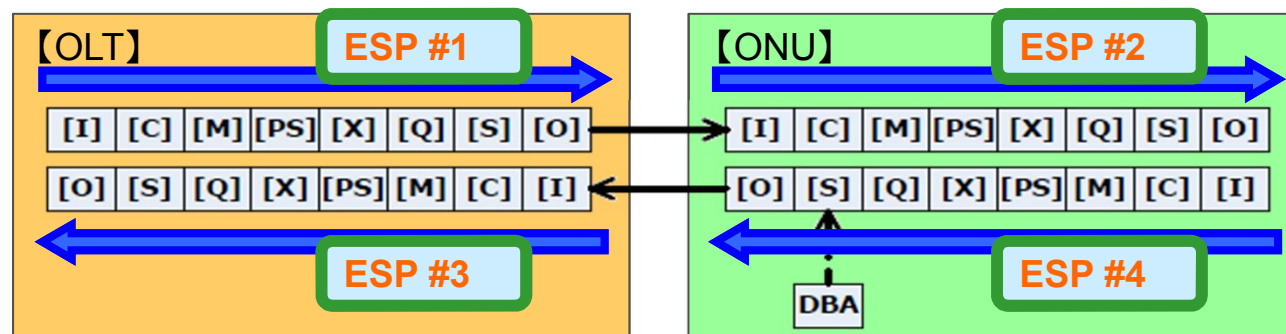 【OLT】
ESP #1
[I] [C] [M] [PS] [X] [Q] [S] [O]
[O] [S] [Q] [X] [PS] [M] [C] [I]
ESP #3
【ONU】
ESP #2
[I] [C] [M] [PS] [X] [Q] [S] [O]
[O] [S] [Q] [X] [PS] [M] [C] [I]
ESP #4
DBA